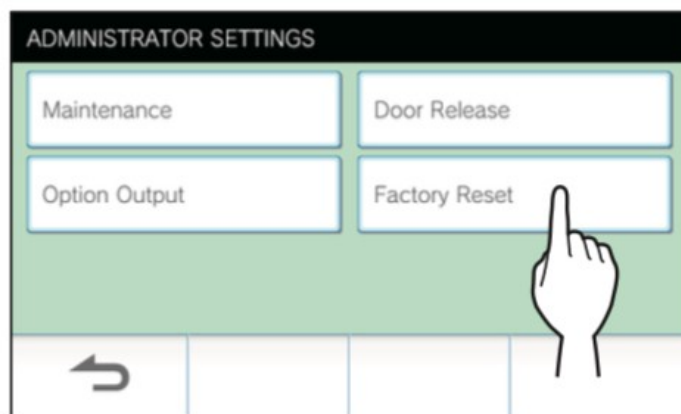 ADMINISTRATOR SETTINGS
Maintenance
Door Release
Option Output
Factory Reset